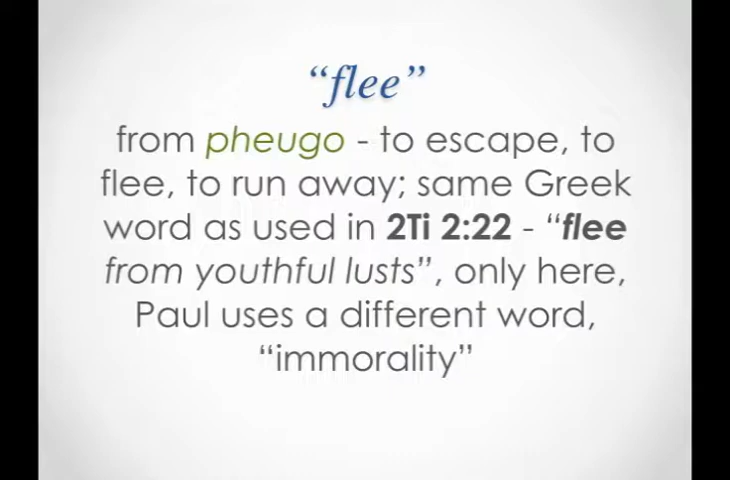 “flee”
from pheugo - to escape, to
flee, to run away; same Greek
word as used in 2Ti 2:22 - “flee
from youthful lusts”, only here,
Paul uses a different word,
“immorality”